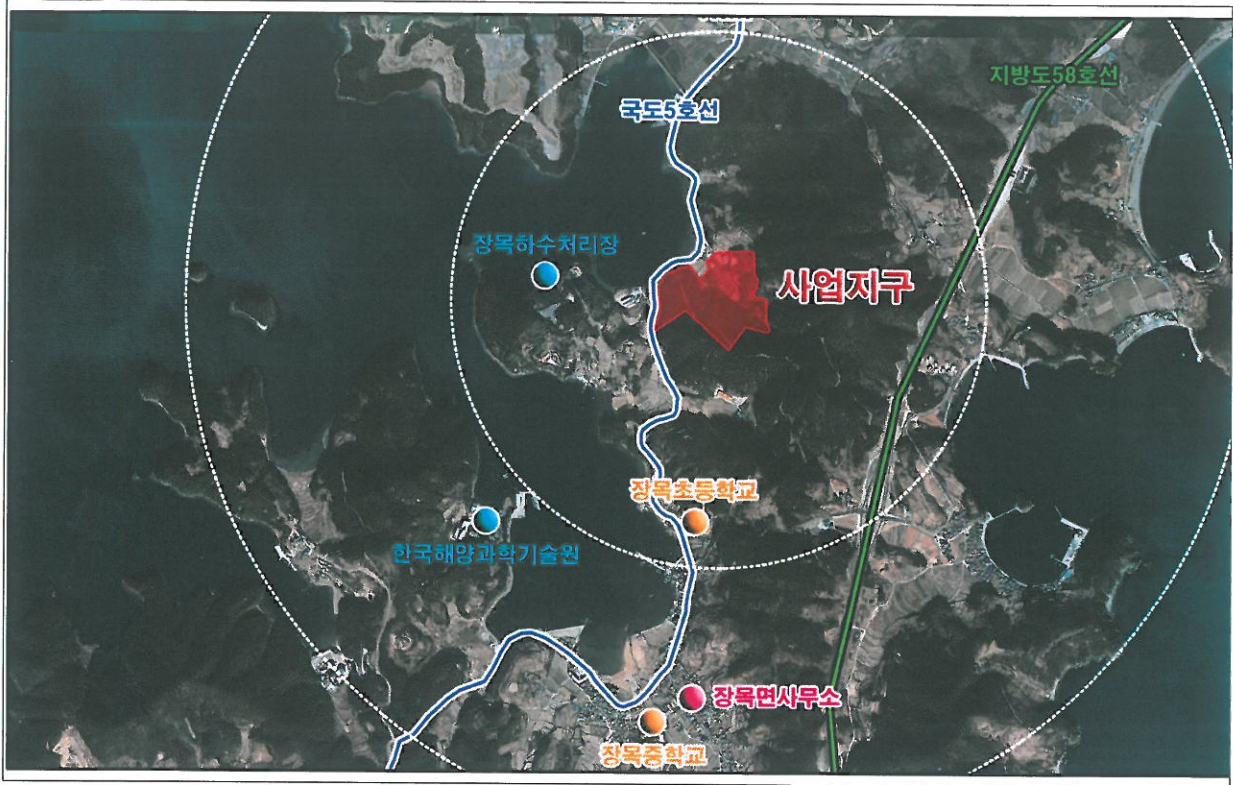 지방도58호선
국도5호선
장목하수처리장
사업지구
장목초등학교
한국해양과학기술원
장목면사무소
장목중학교